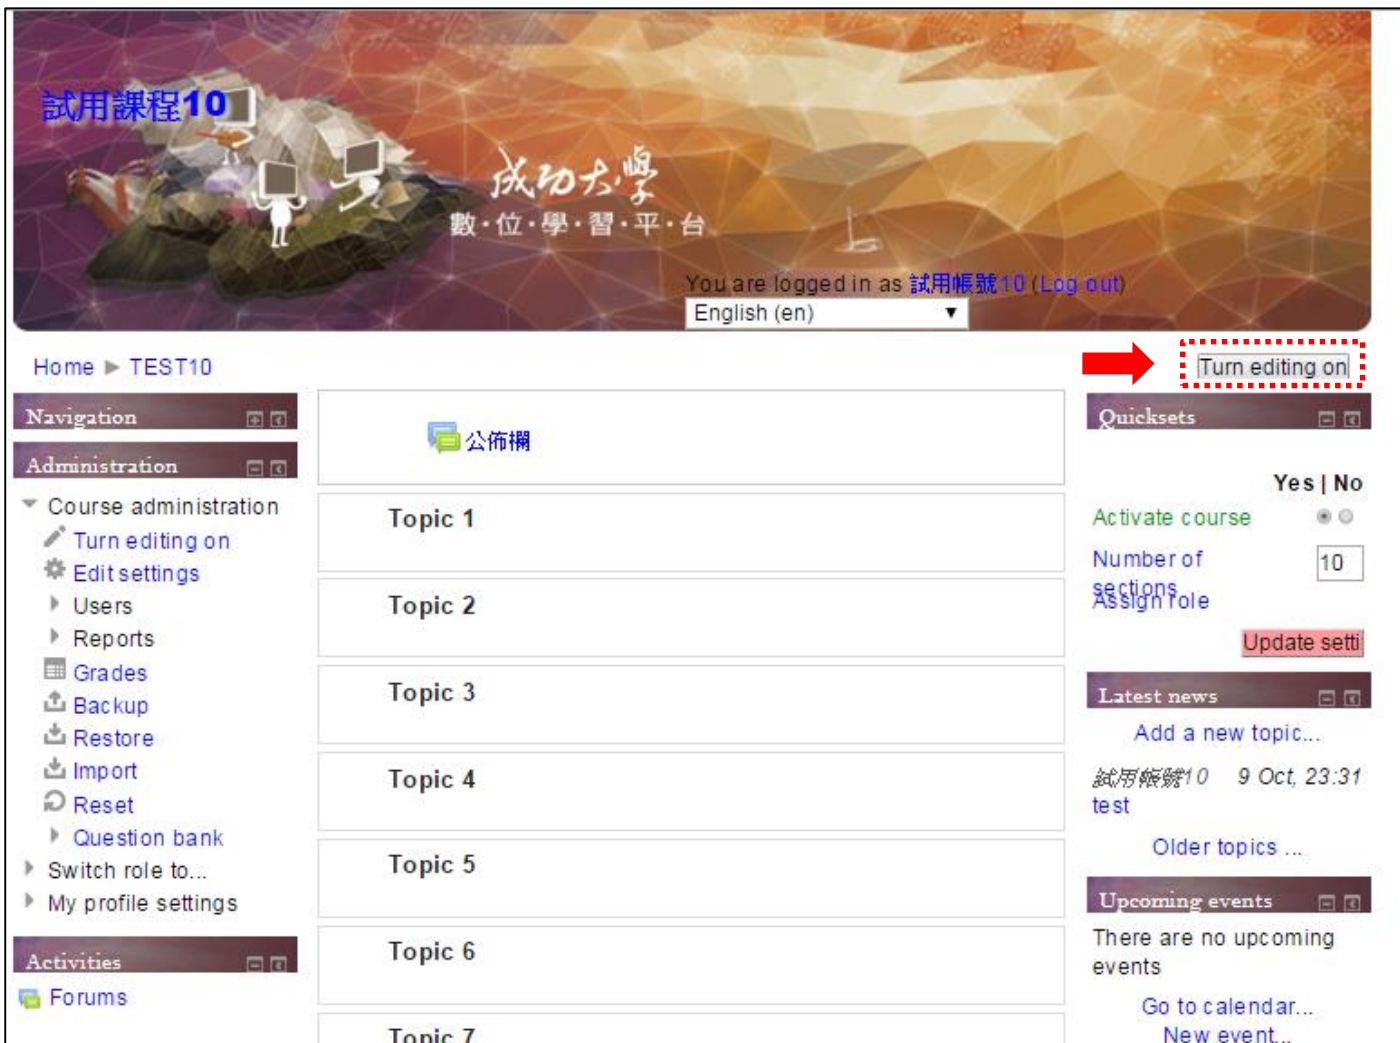 試用課程10
成功大學
數·位·學·習·平·台
You are logged in as 試用帳號10 (Log out)
English (en)
Home ▶ TEST10
Turn editing on
Navigation
Administration
Course administration
Turn editing on
Edit settings
Users
Reports
Grades
Backup
Restore
Import
Reset
Question bank
Switch role to...
My profile settings
Activities
Forums
公佈欄
Topic 1
Topic 2
Topic 3
Topic 4
Topic 5
Topic 6
Topic 7
Quicksets
Yes | No
Activate course
Number of
10
sections
Assign role
Update setti
Latest news
Add a new topic...
試用帳號10 9 Oct, 23:31
test
Older topics ...
Upcoming events
There are no upcoming
events
Go to calendar...
New event...